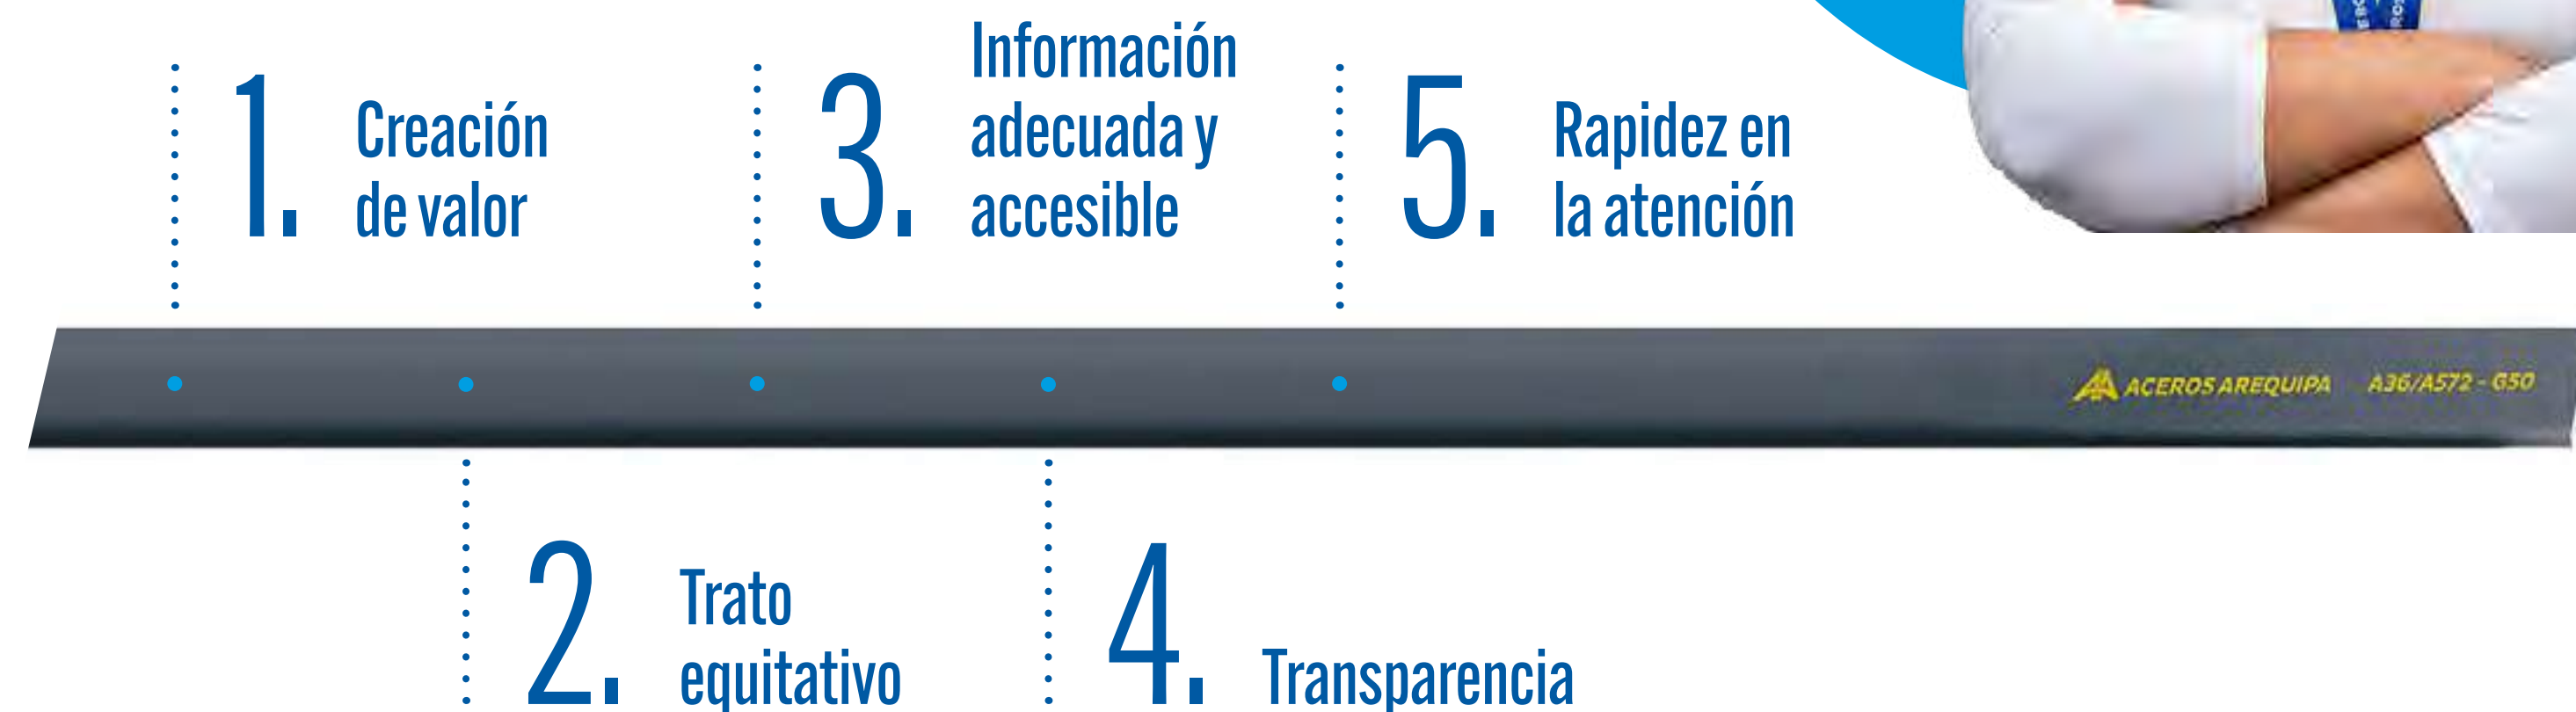 1. Creación
de valor
2. Trato
equitativo
3. Información
adecuada y
accesible
4. Transparencia
5. Rapidez en
la atención
ACEROS AREQUIPA A36/A572 - G50